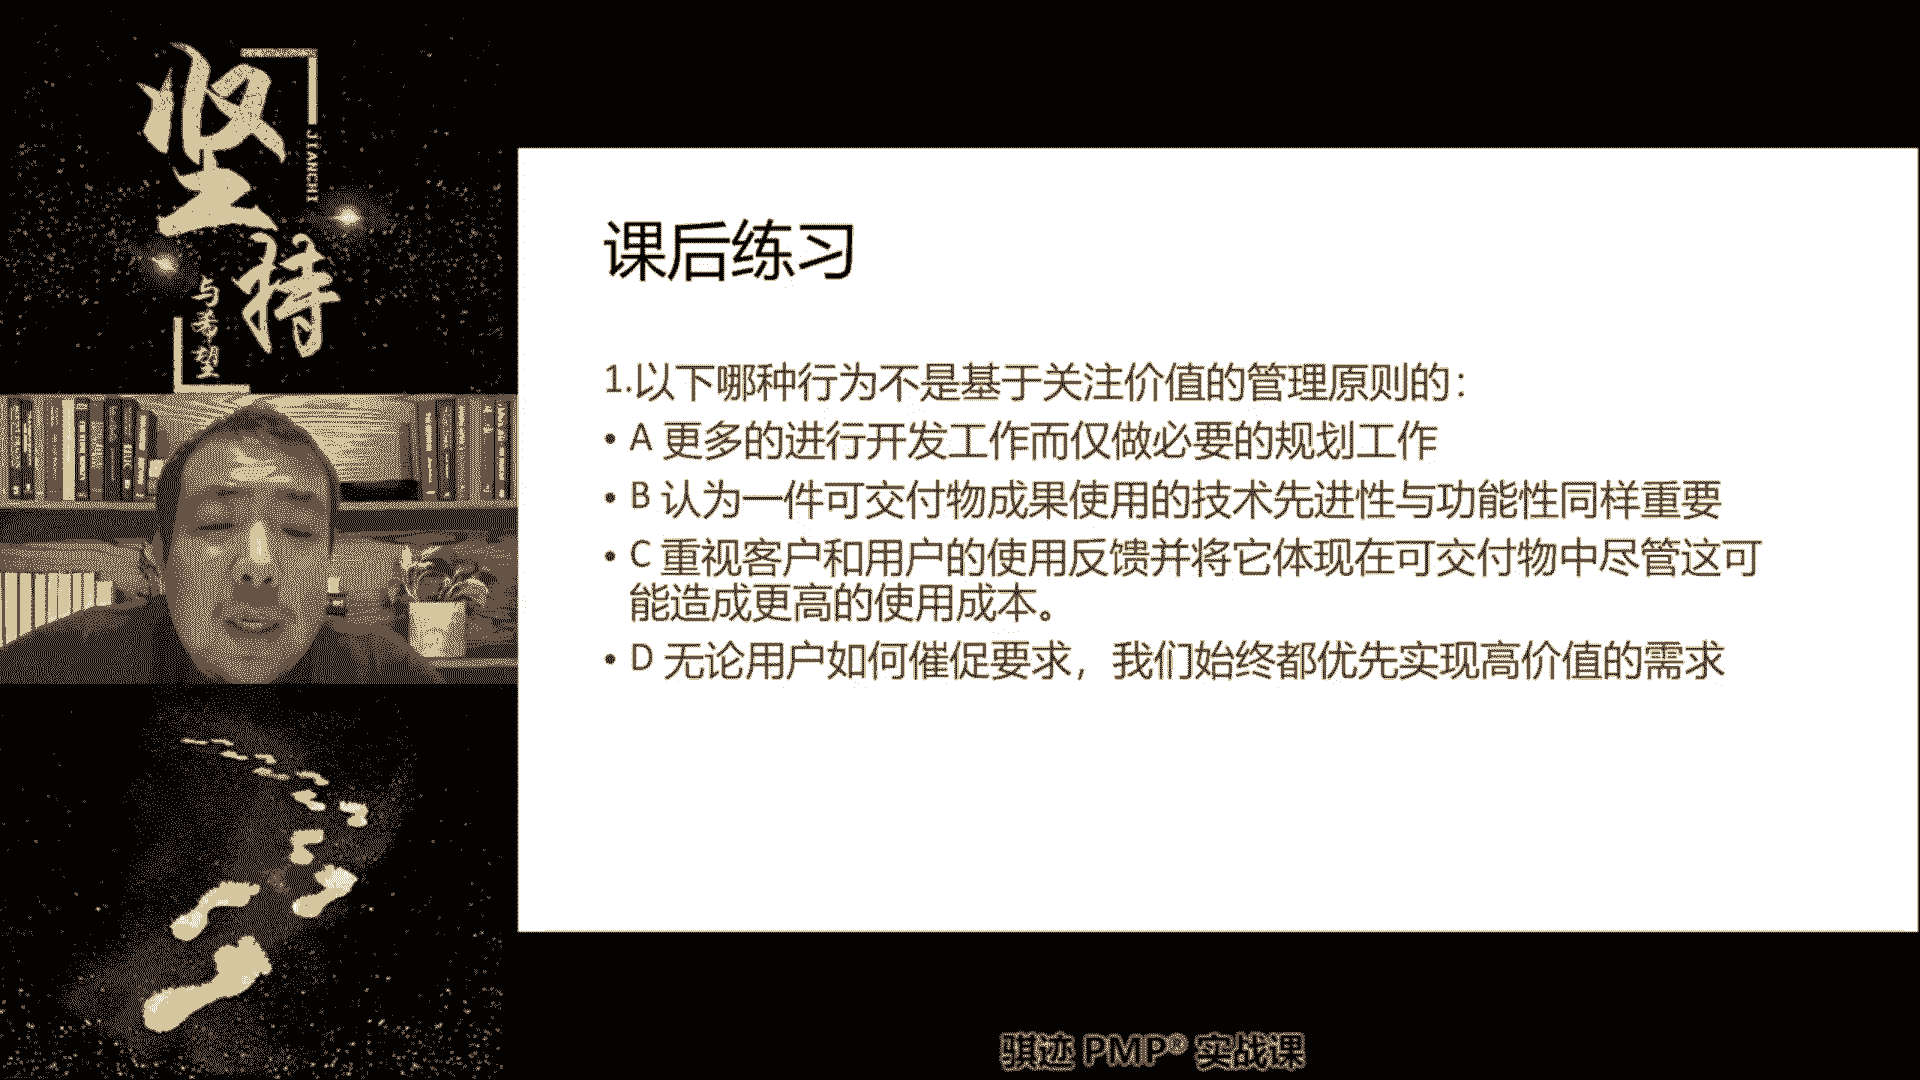 坚持
JIANCHI
与希望
课后练习
1.以下哪种行为不是基于关注价值的管理原则的：
• A 更多的进行开发工作而仅做必要的规划工作
• B 认为一件可交付物成果使用的技术先进性与功能性同样重要
• C 重视客户和用户的使用反馈并将它体现在可交付物中尽管这可
能造成更高的使用成本。
• D 无论用户如何催促要求，我们始终都优先实现高价值的需求
骐迹 PMP® 实战课